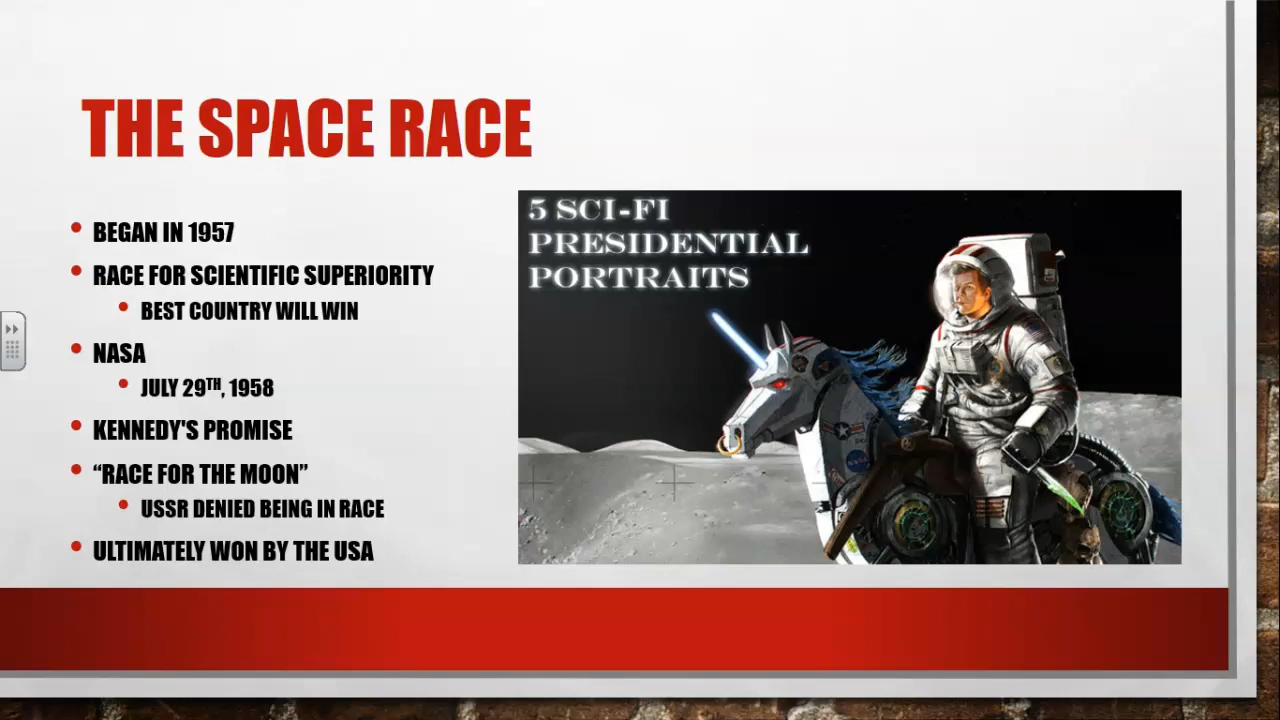 THE SPACE RACE
BEGAN IN 1957
RACE FOR SCIENTIFIC SUPERIORITY
BEST COUNTRY WILL WIN
NASA
JULY 29TH, 1958
KENNEDY'S PROMISE
“RACE FOR THE MOON”
USSR DENIED BEING IN RACE
ULTIMATELY WON BY THE USA
5 SCI-FI
PRESIDENTIAL
PORTRAITS
NASA